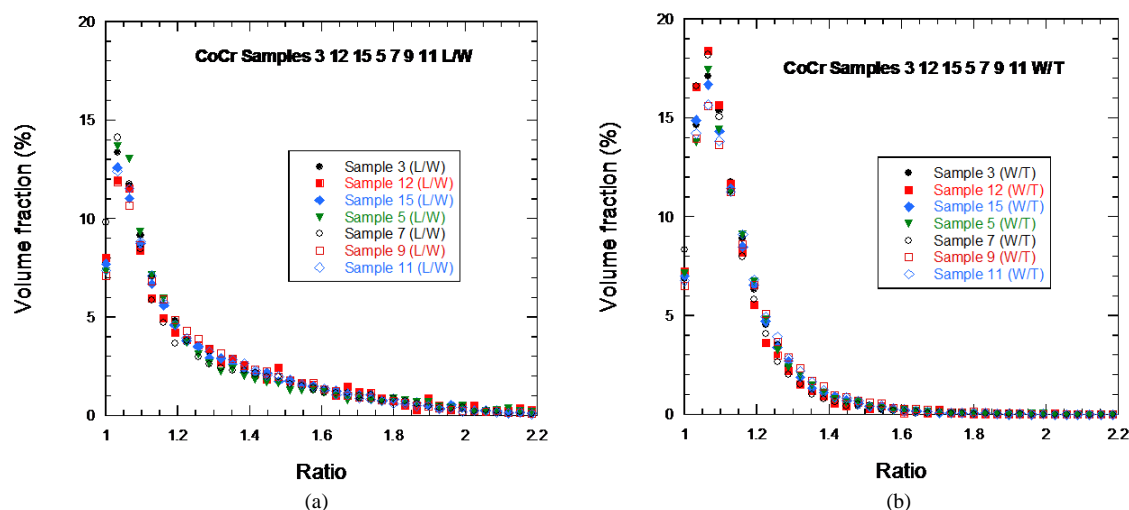 CoCr Samples 3 12 15 5 7 9 11 L/W
Volume fraction (%)
20
15
10
5
0
Sample 3 (L/W)
Sample 12 (L/W)
Sample 15 (L/W)
Sample 5 (L/W)
Sample 7 (L/W)
Sample 9 (L/W)
Sample 11 (L/W)
1 1.2 1.4 1.6 1.8 2 2.2
Ratio
(a)
CoCr Samples 3 12 15 5 7 9 11 W/T
Volume fraction (%)
20
15
10
5
0
Sample 3 (W/T)
Sample 12 (W/T)
Sample 15 (W/T)
Sample 5 (W/T)
Sample 7 (W/T)
Sample 9 (W/T)
Sample 11 (W/T)
1 1.2 1.4 1.6 1.8 2 2.2
Ratio
(b)